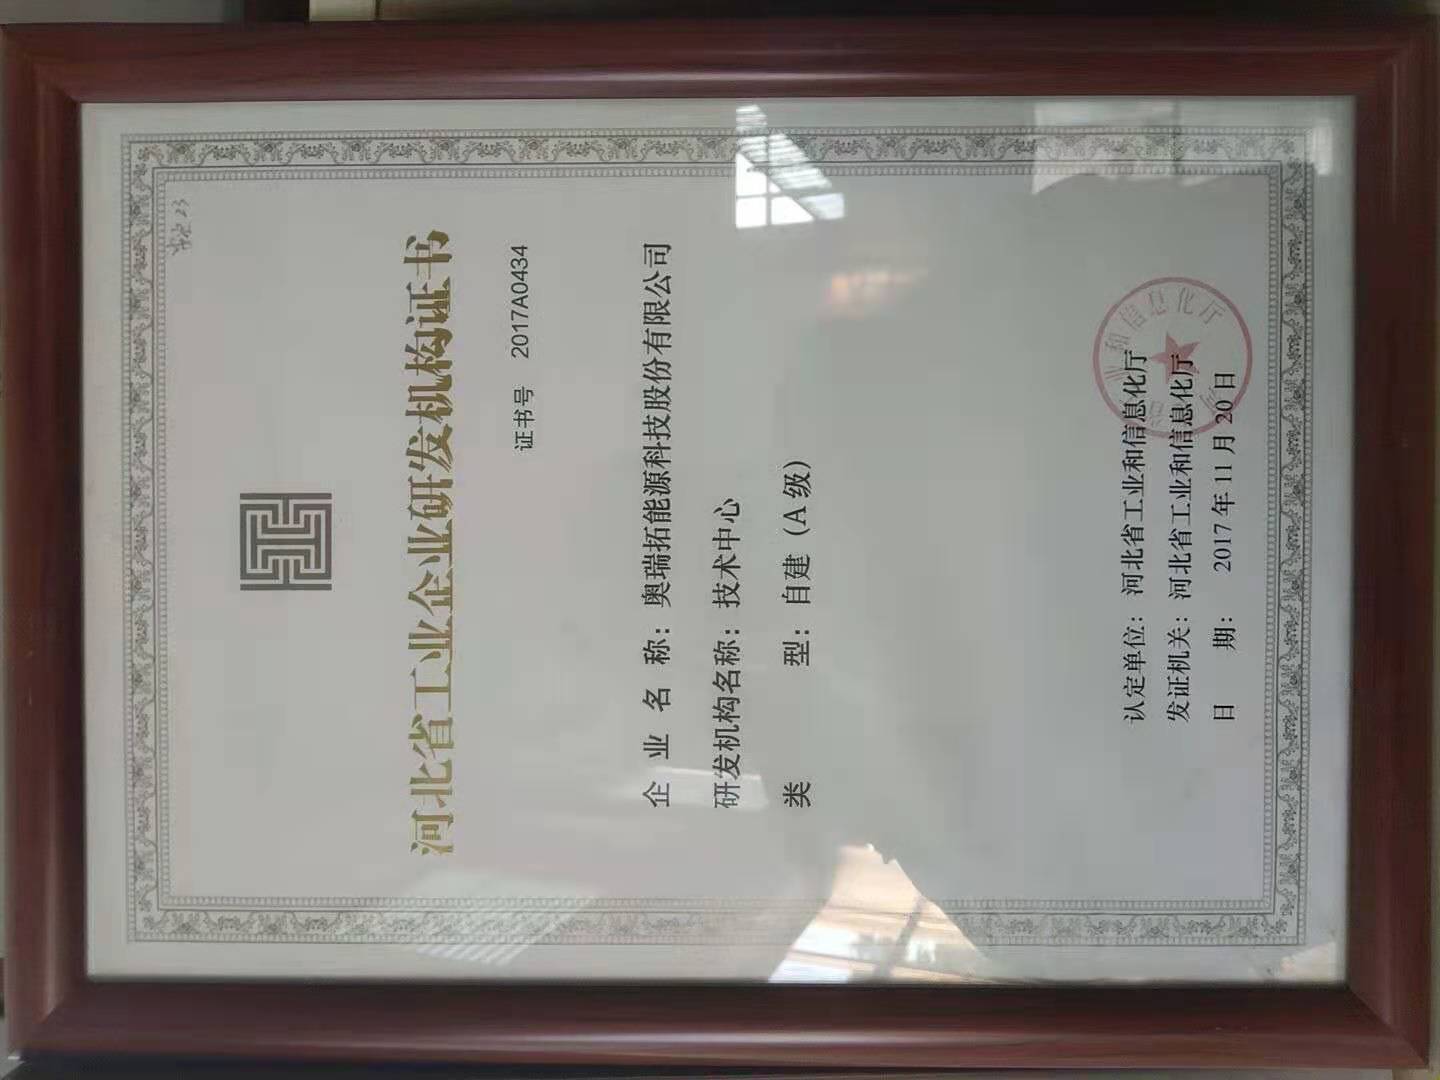 河北省工业企业研发机构证书
证书号 2017A0434
企业名称：奥瑞拓能源科技股份有限公司
研发机构名称：技术中心
类型：自建（A级）
认定单位：河北省工业和信息化厅
发证机关：河北省工业和信息化厅
日期：2017年11月20日